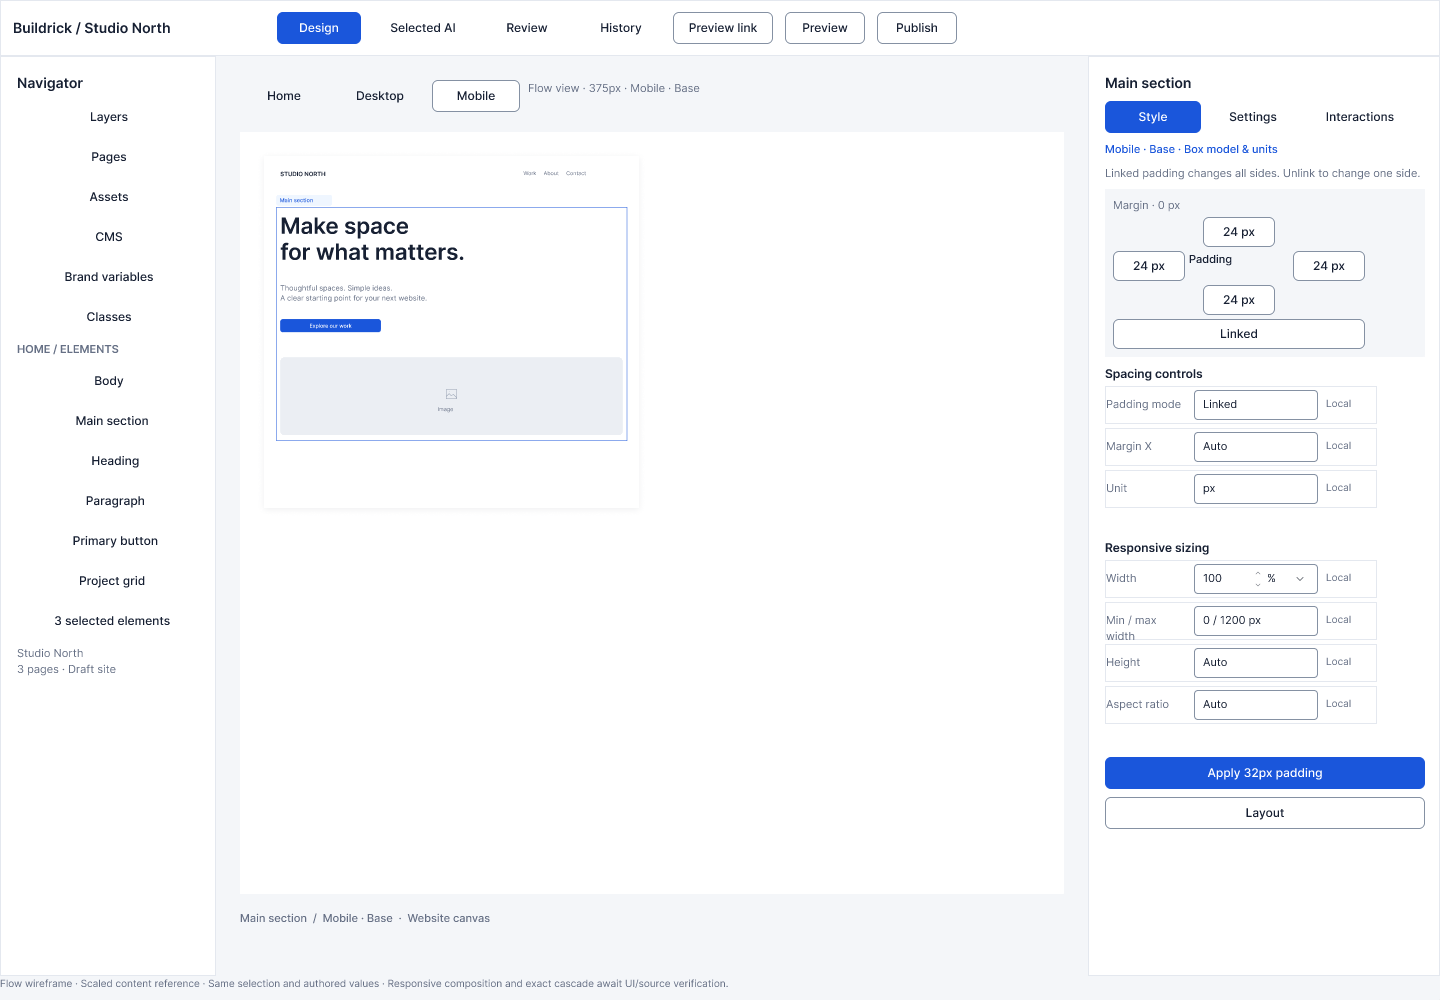 Buildrick / Studio North
Design
Selected AI
Review
History
Preview link
Preview
Publish
Navigator
Layers
Pages
Assets
CMS
Brand variables
Classes
HOME / ELEMENTS
Body
Main section
Heading
Paragraph
Primary button
Project grid
3 selected elements
Studio North
3 pages · Draft site
Home
Desktop
Mobile
Flow view · 375px · Mobile · Base
STUDIO NORTH
Work
About
Contact
Main section
Make space
for what matters.
Thoughtful spaces. Simple ideas.
A clear starting point for your next website.
Explore our work
Image
Main section / Mobile · Base · Website canvas
Main section
Style
Settings
Interactions
Mobile · Base · Box model & units
Linked padding changes all sides. Unlink to change one side.
Margin · 0 px
24 px
24 px
Padding
24 px
24 px
Linked
Spacing controls
Padding mode
Linked
Local
Margin X
Auto
Local
Unit
px
Local
Responsive sizing
Width
100
%
Local
Min / max
width
0 / 1200 px
Local
Height
Auto
Local
Aspect ratio
Auto
Local
Apply 32px padding
Layout
Flow wireframe · Scaled content reference · Same selection and authored values · Responsive composition and exact cascade await UI/source verification.